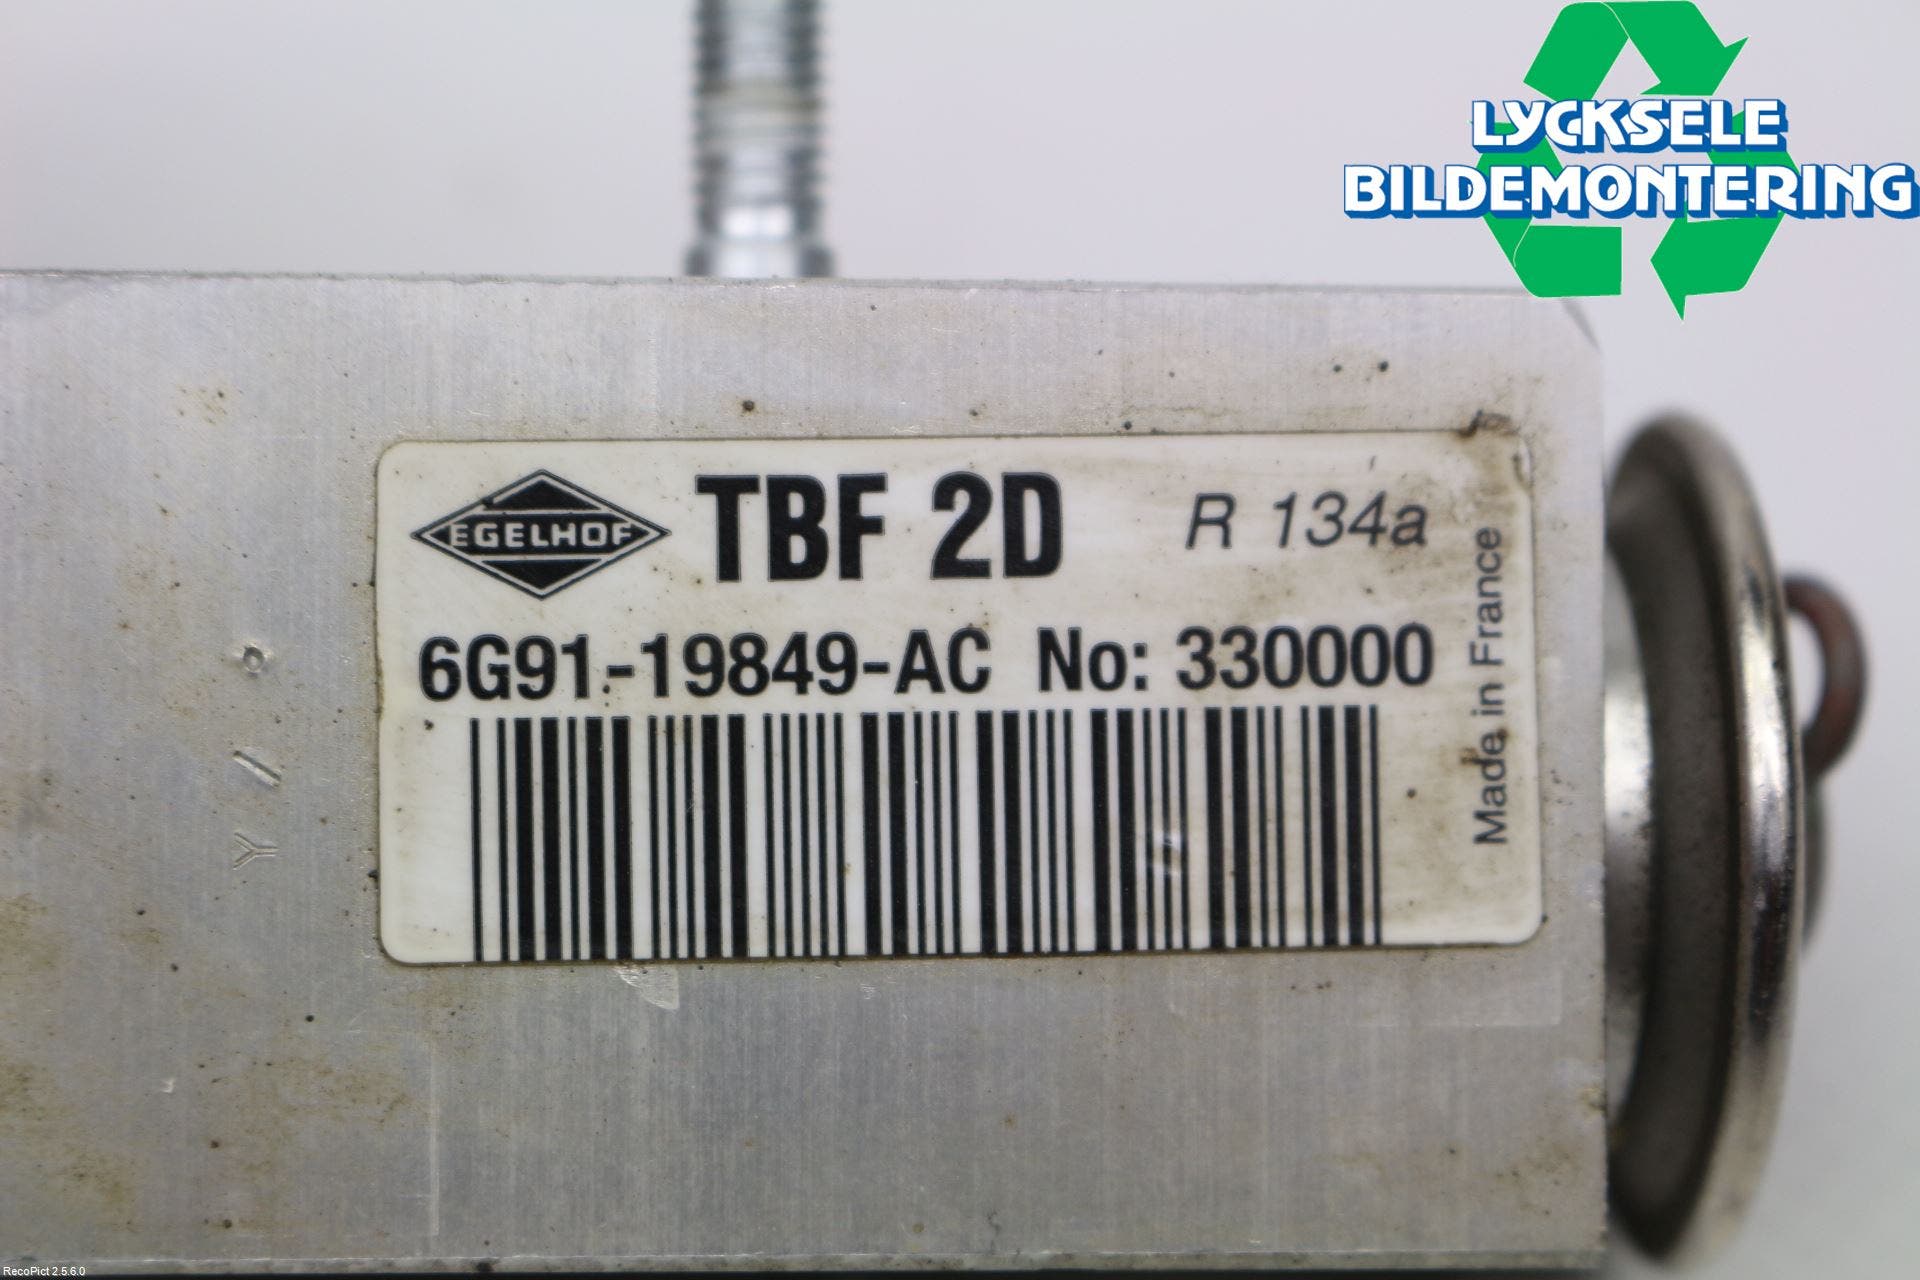 LYCKSELE
BILDEMONTERING
EGELHOF TBF 2D R 134a
6G91-19849-AC No: 330000
Made in France
Y / o
RecoPict 2.5.6.0